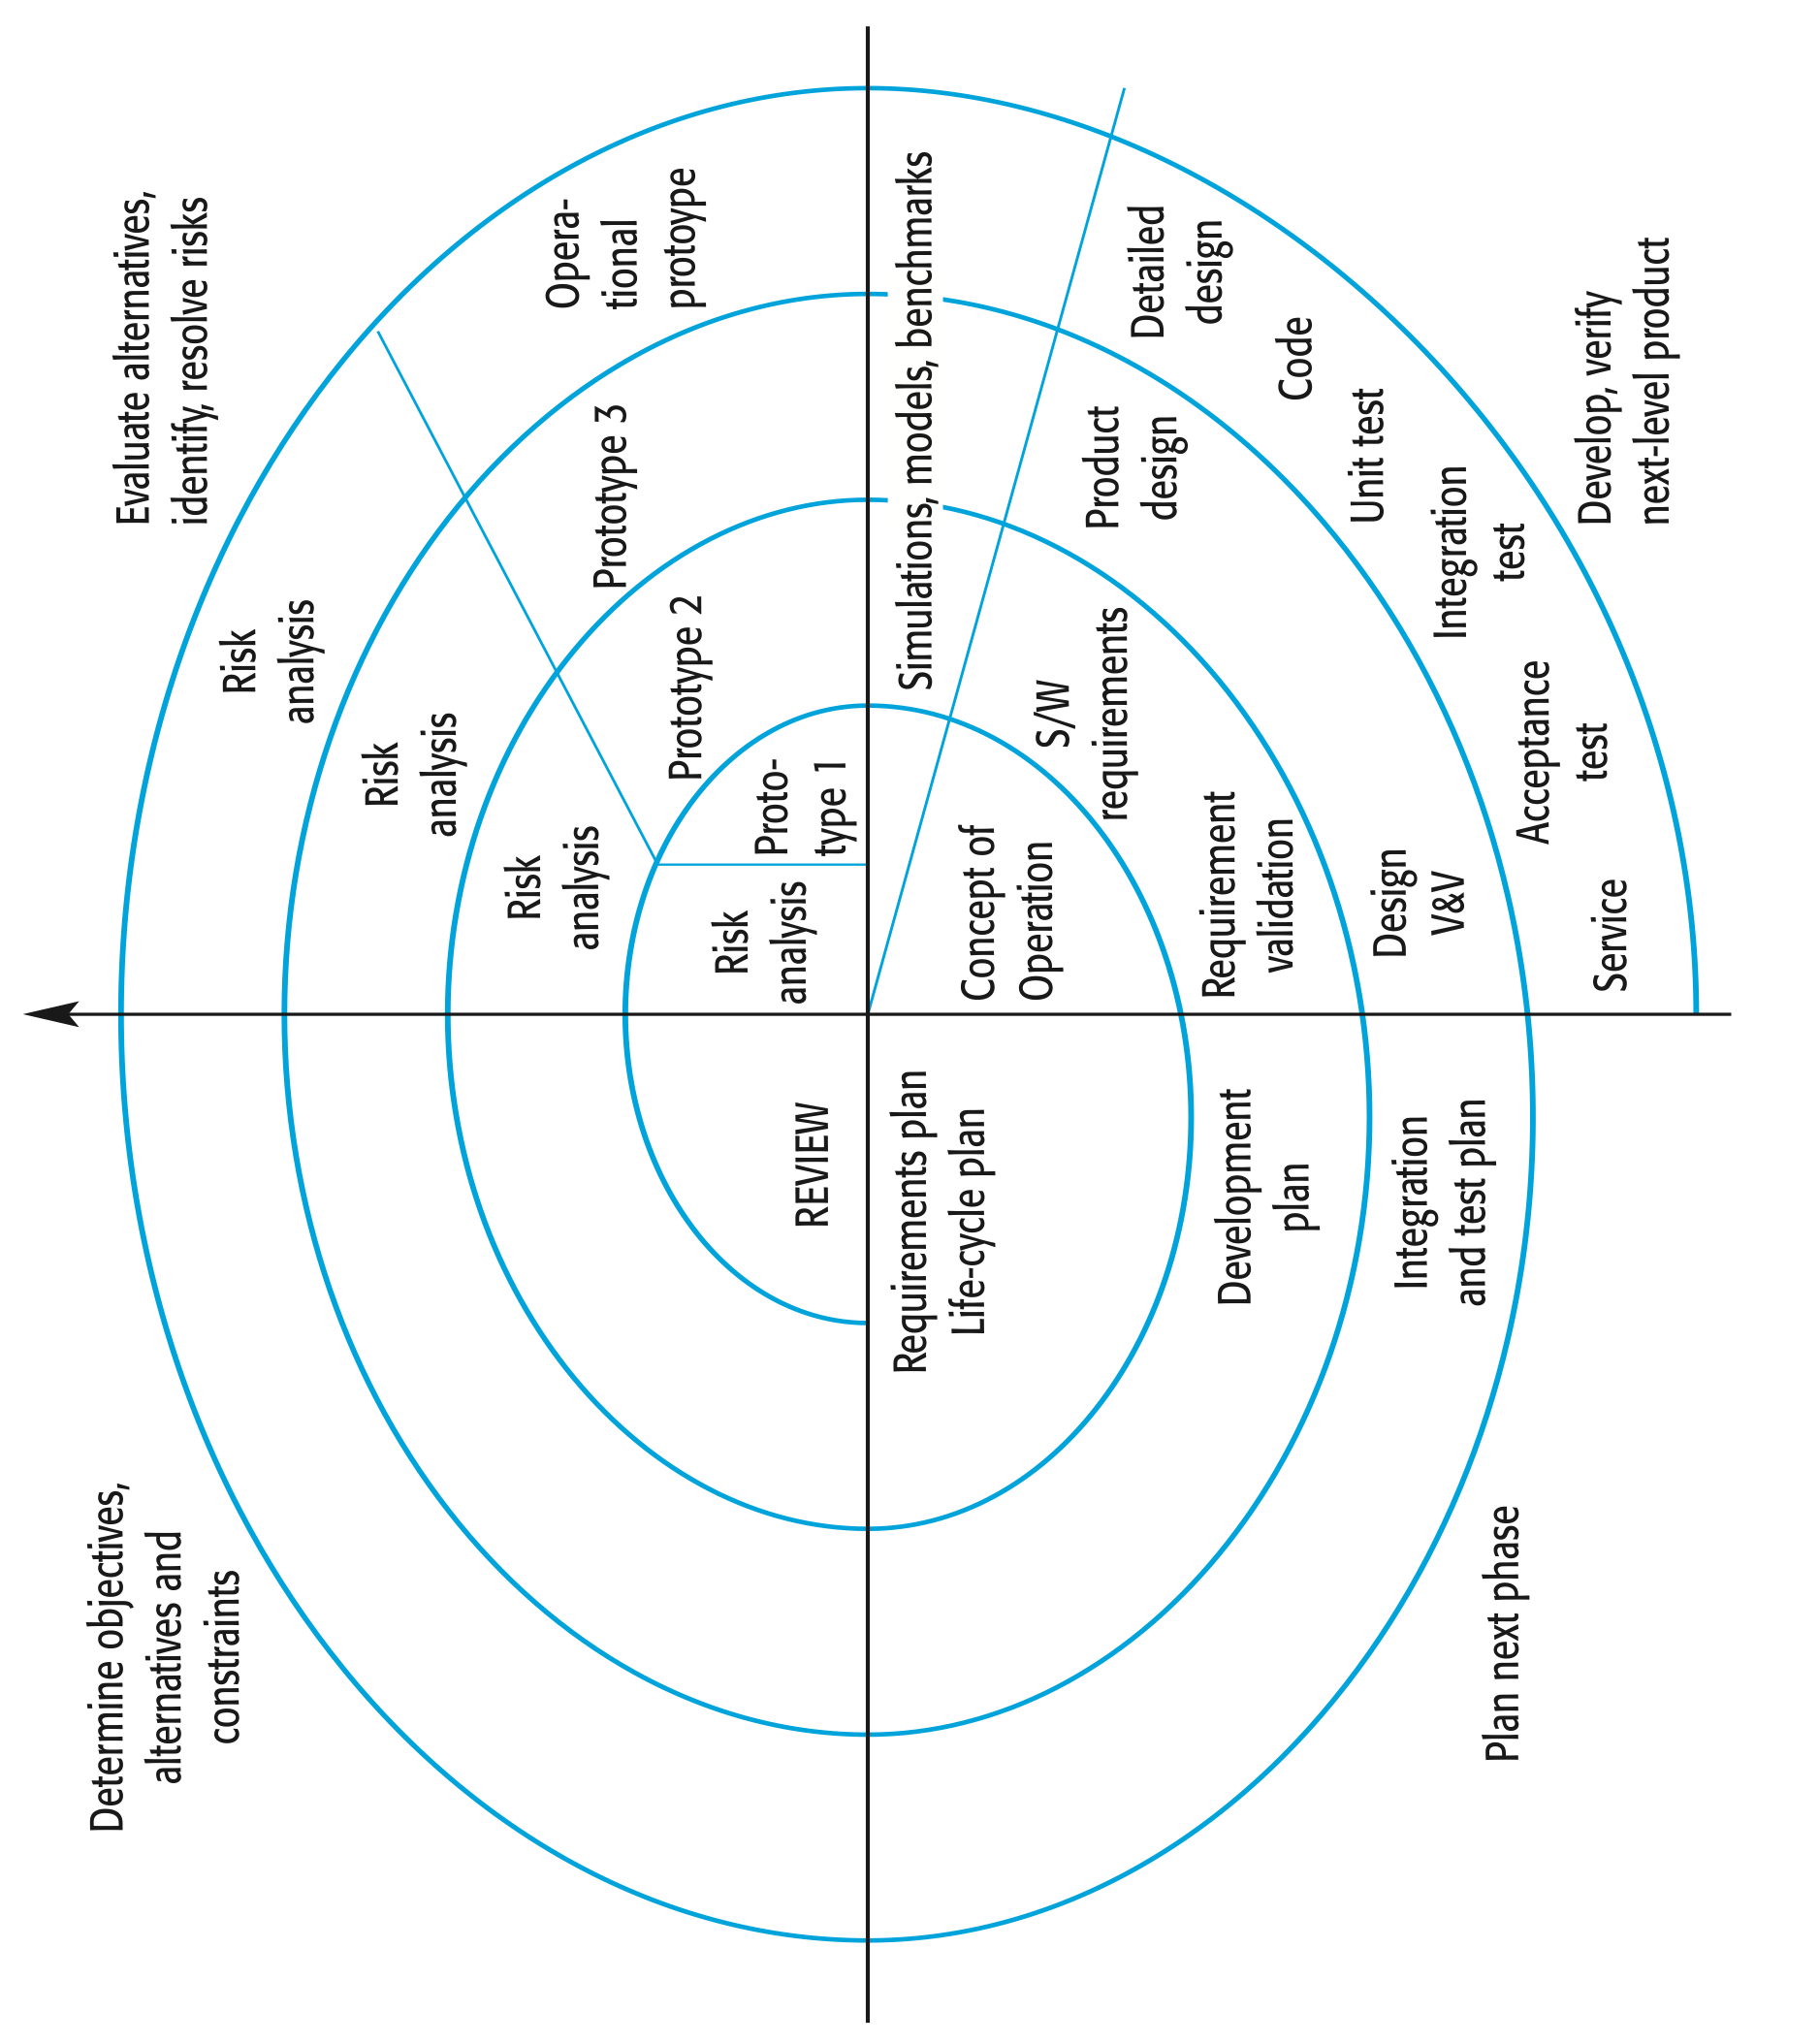 Determine objectives,
alternatives and
constraints
Evaluate alternatives,
identify, resolve risks
Risk
analysis
Risk
analysis
Risk
analysis
Risk
analysis
Proto-
type 1
Prototype 2
Prototype 3
Opera-
tional
protoype
REVIEW
Requirements plan
Life-cycle plan
Development
plan
Integration
and test plan
Plan next phase
Simulations, models, benchmarks
Concept of
Operation
S/W
requirements
Requirement
validation
Product
design
Design
V&V
Detailed
design
Code
Unit test
Integration
test
Acceptance
test
Service
Develop, verify
next-level product